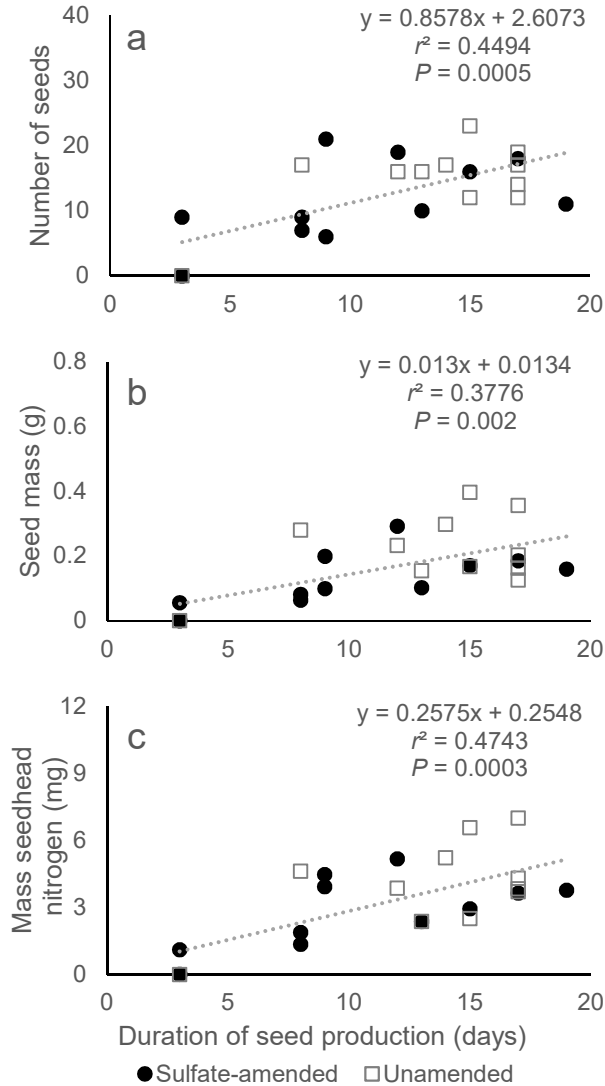 a
y = 0.8578x + 2.6073
r² = 0.4494
P = 0.0005
Number of seeds
40
30
20
10
0
0 5 10 15 20
b
y = 0.013x + 0.0134
r² = 0.3776
P = 0.002
Seed mass (g)
0.8
0.6
0.4
0.2
0
0 5 10 15 20
c
y = 0.2575x + 0.2548
r² = 0.4743
P = 0.0003
Mass seedhead
nitrogen (mg)
12
9
6
3
0
0 5 10 15 20
Duration of seed production (days)
Sulfate-amended Unamended